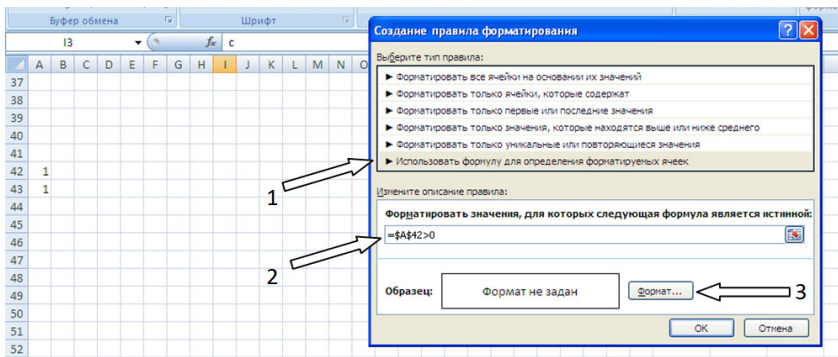 Буфер обмена
Шрифт
I3
fx
с
A B C D E F G H I J K L M N O
37
38
39
40
41
42 1
43 1
44
45
46
47
48
49
50
51
52
Создание правила форматирования
Выберите тип правила:
► Форматировать все ячейки на основании их значений
► Форматировать только ячейки, которые содержат
► Форматировать только первые или последние значения
► Форматировать только значения, которые находятся выше или ниже среднего
► Форматировать только уникальные или повторяющиеся значения
► Использовать формулу для определения форматируемых ячеек
1
Измените описание правила:
Форматировать значения, для которых следующая формула является истинной:
=$A$42>0
2
Образец:
Формат не задан
Формат...
3
ОК
Отмена